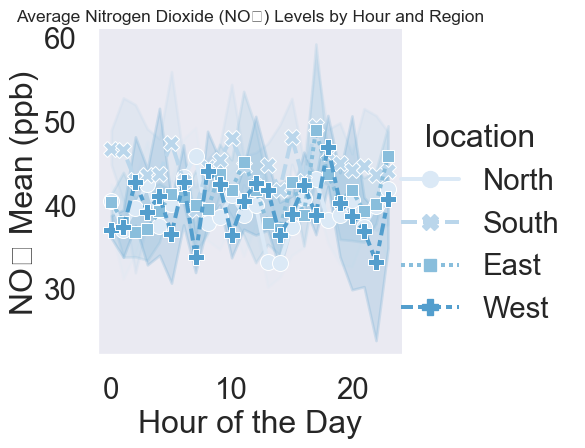 Average Nitrogen Dioxide (NO▯) Levels by Hour and Region
60
50
40
30
NO▯ Mean (ppb)
0
10
20
Hour of the Day
location
North
South
East
West